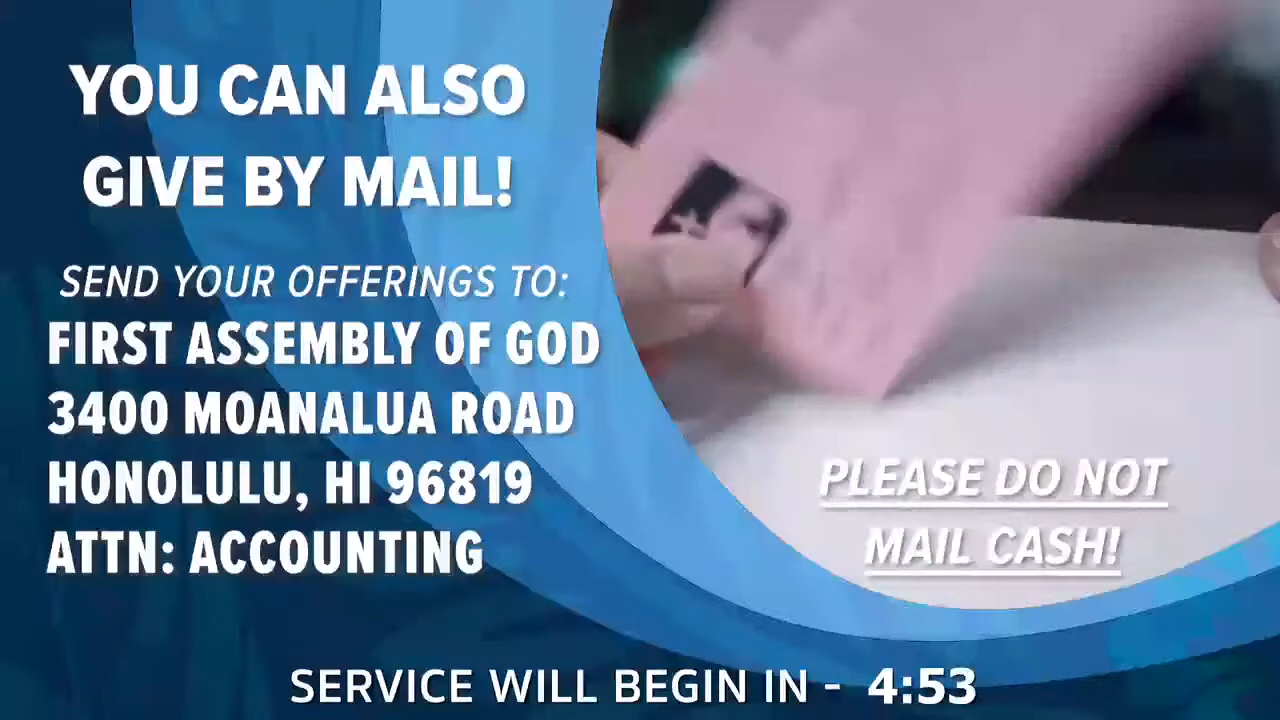 YOU CAN ALSO
GIVE BY MAIL!
SEND YOUR OFFERINGS TO:
FIRST ASSEMBLY OF GOD
3400 MOANALUA ROAD
HONOLULU, HI 96819
ATTN: ACCOUNTING
PLEASE DO NOT
MAIL CASH!
SERVICE WILL BEGIN IN - 4:53